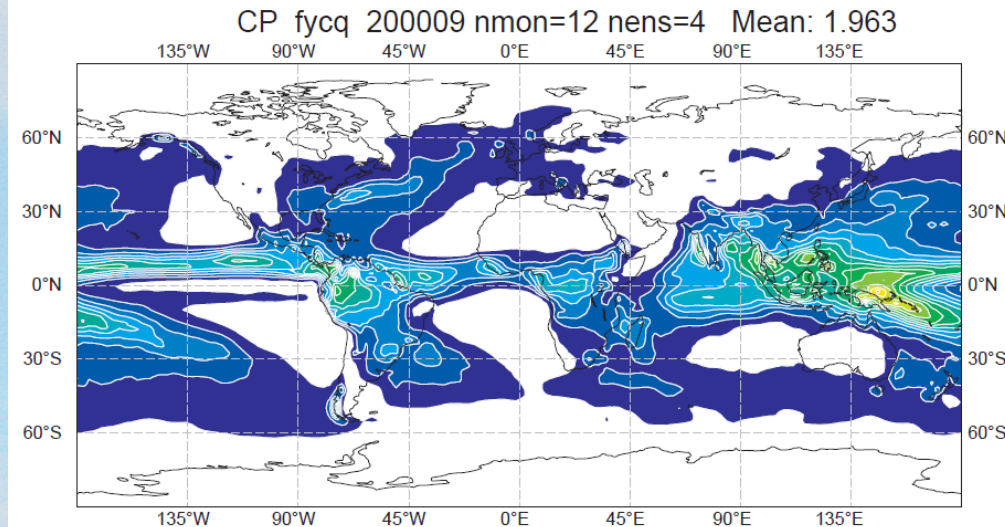 CP fycq 200009 nmon=12 nens=4 Mean: 1.963
135°W 90°W 45°W 0°E 45°E 90°E 135°E
60°N 60°N
30°N 30°N
0°N 0°N
30°S 30°S
60°S 60°S
135°W 90°W 45°W 0°E 45°E 90°E 135°E